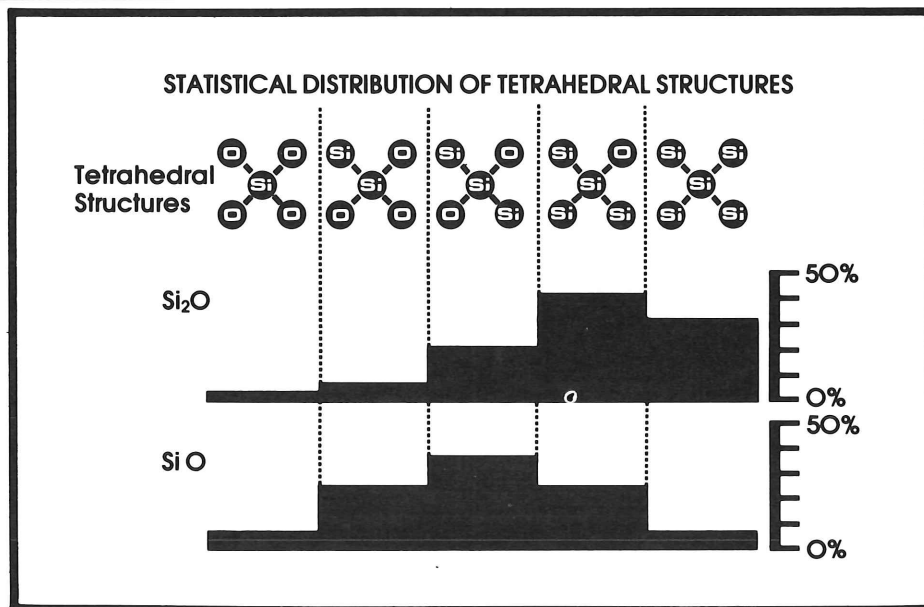 STATISTICAL DISTRIBUTION OF TETRAHEDRAL STRUCTURES
O O Si O Si O Si O Si Si
Tetrahedral Structures
Si Si Si Si Si
O O O O O Si Si Si Si Si
Si₂O
50%
0%
Si O
50%
0%